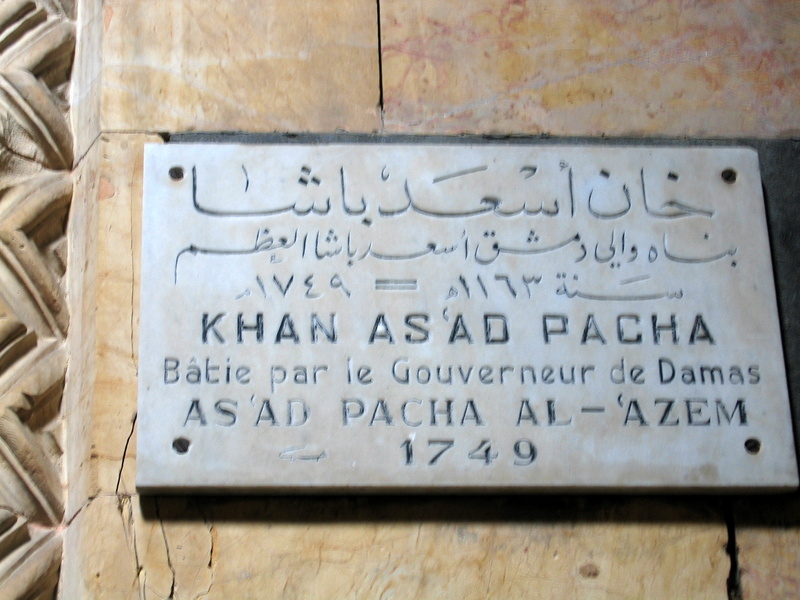 خان أسعد باشا
بناه والي دمشق أسعد باشا العظم
سنة ١١٦٣هـ = ١٧٤٩م
KHAN AS'AD PACHA
Bâtie par le Gouverneur de Damas
AS'AD PACHA AL-'AZEM
1749